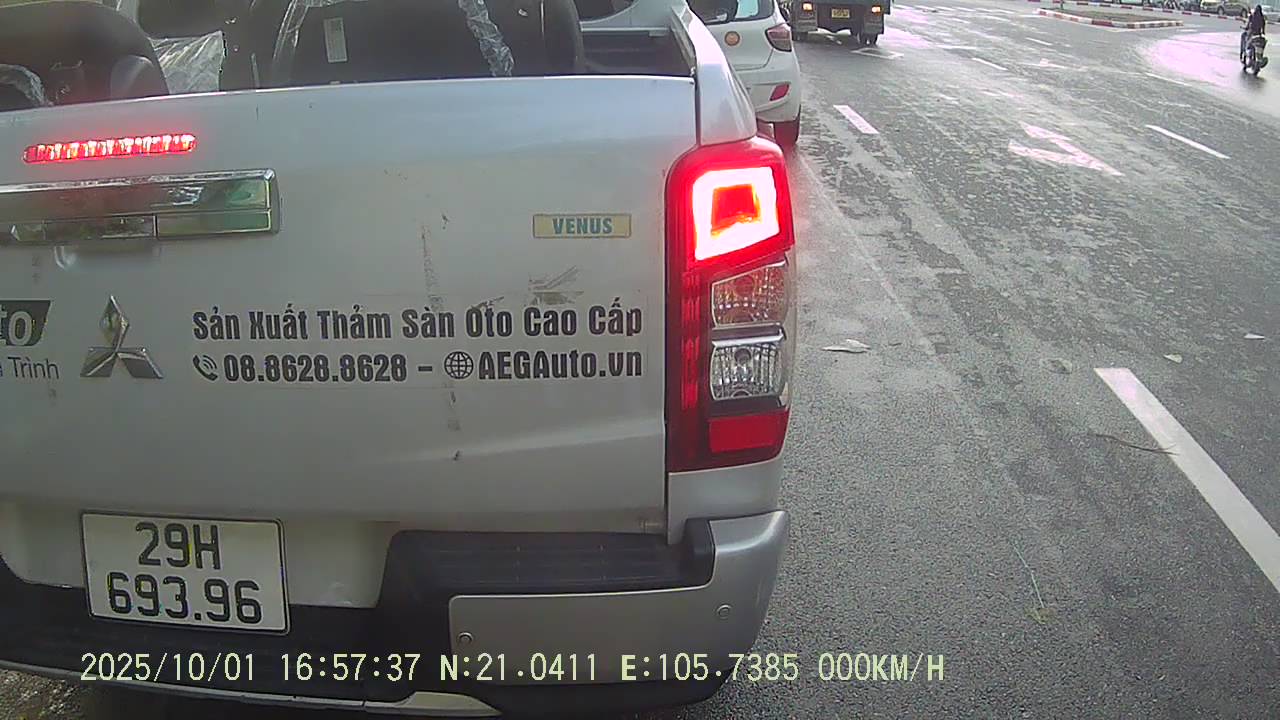 VENUS
to
Sản Xuất Thảm Sàn Oto Cao Cấp
Trình
08.8628.8628 - AEGAuto.vn
29H
693.96
2025/10/01 16:57:37 N:21.0411 E:105.7385 000KM/H